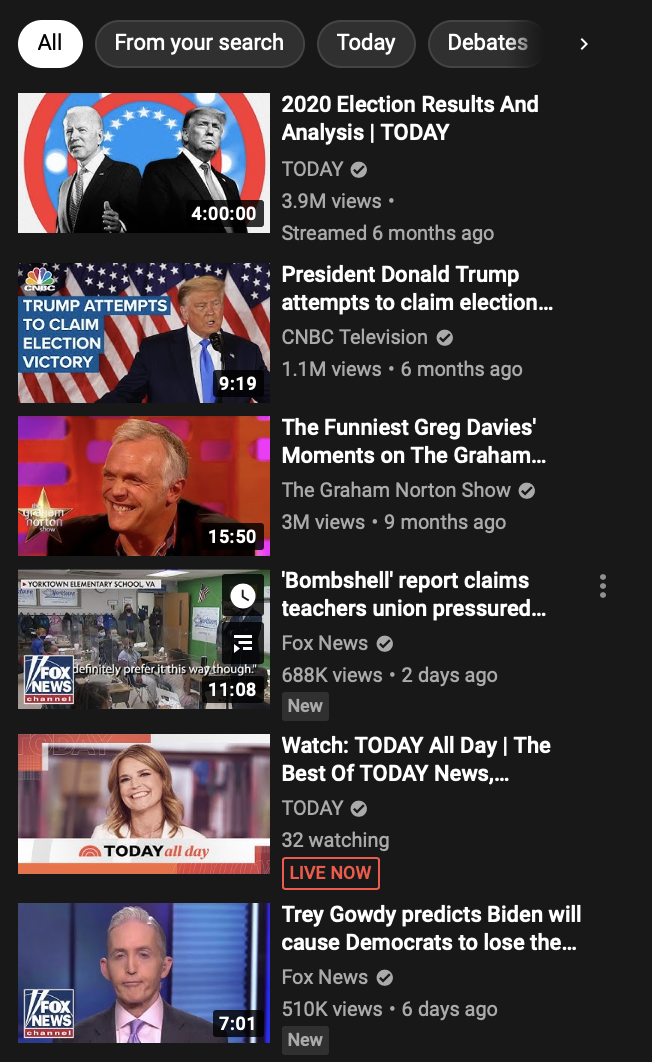 All
From your search
Today
Debates
4:00:00
2020 Election Results And
Analysis | TODAY
TODAY
3.9M views •
Streamed 6 months ago
CNBC
TRUMP ATTEMPTS
TO CLAIM
ELECTION
VICTORY
9:19
President Donald Trump
attempts to claim election...
CNBC Television
1.1M views • 6 months ago
the
graham
norton
show
15:50
The Funniest Greg Davies'
Moments on The Graham...
The Graham Norton Show
3M views • 9 months ago
YORKTOWN ELEMENTARY SCHOOL, VA
definitely prefer it this way, though."
FOX
NEWS
channel
11:08
'Bombshell' report claims
teachers union pressured...
Fox News
688K views • 2 days ago
New
TODAY
TODAY all day
Watch: TODAY All Day | The
Best Of TODAY News,...
TODAY
32 watching
LIVE NOW
FOX
NEWS
channel
7:01
Trey Gowdy predicts Biden will
cause Democrats to lose the...
Fox News
510K views • 6 days ago
New